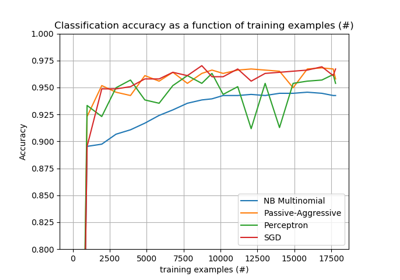 Classification accuracy as a function of training examples (#)
1.000
0.975
0.950
0.925
0.900
0.875
0.850
0.825
0.800
Accuracy
NB Multinomial
Passive-Aggressive
Perceptron
SGD
0 2500 5000 7500 10000 12500 15000 17500
training examples (#)